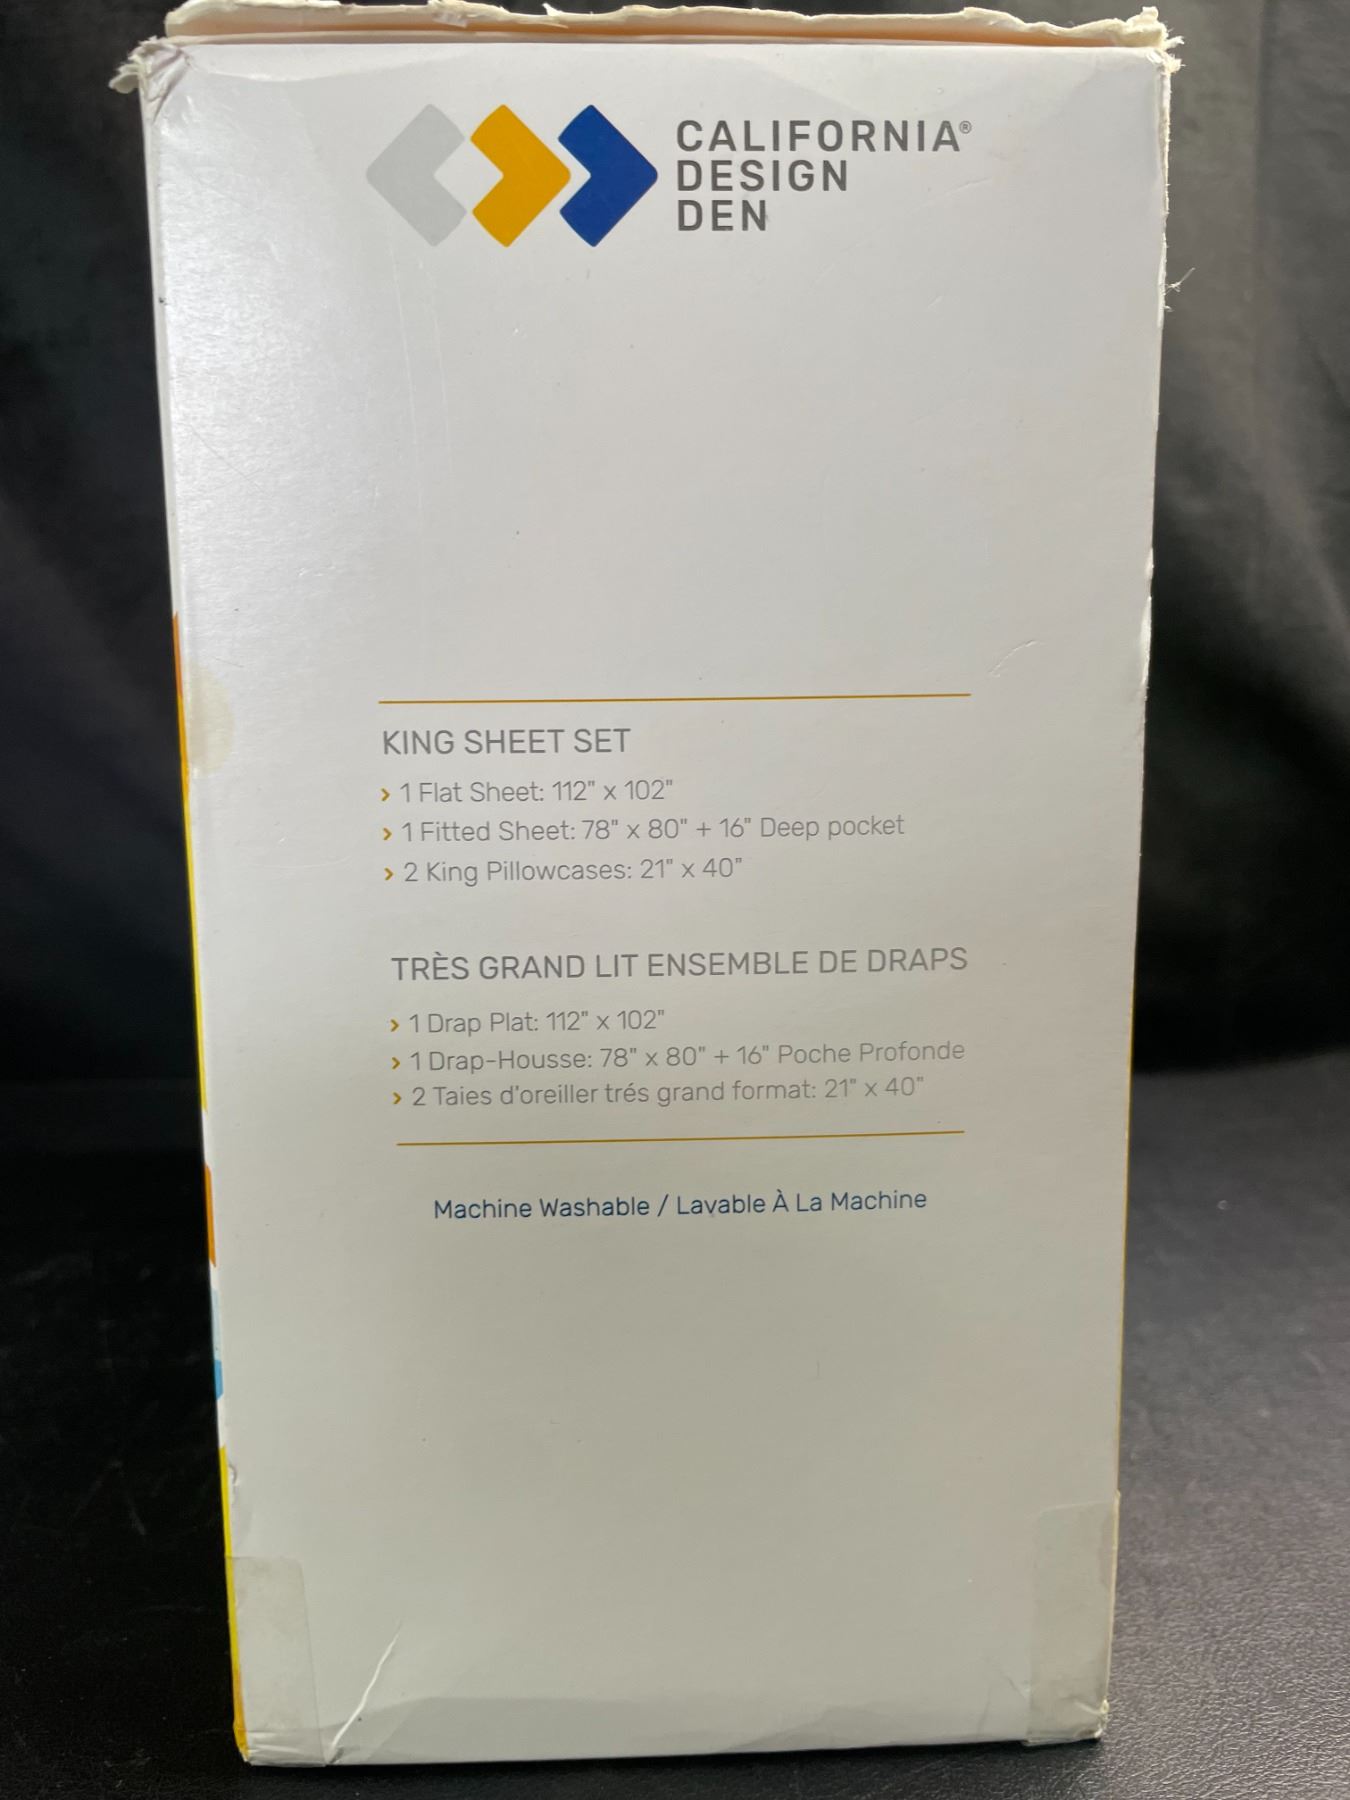 CALIFORNIA®
DESIGN
DEN
KING SHEET SET
› 1 Flat Sheet: 112" x 102"
› 1 Fitted Sheet: 78" x 80" + 16" Deep pocket
› 2 King Pillowcases: 21" x 40"
TRÈS GRAND LIT ENSEMBLE DE DRAPS
› 1 Drap Plat: 112" x 102"
› 1 Drap-Housse: 78" x 80" + 16" Poche Profonde
› 2 Taies d'oreiller trés grand format: 21" x 40"
Machine Washable / Lavable À La Machine